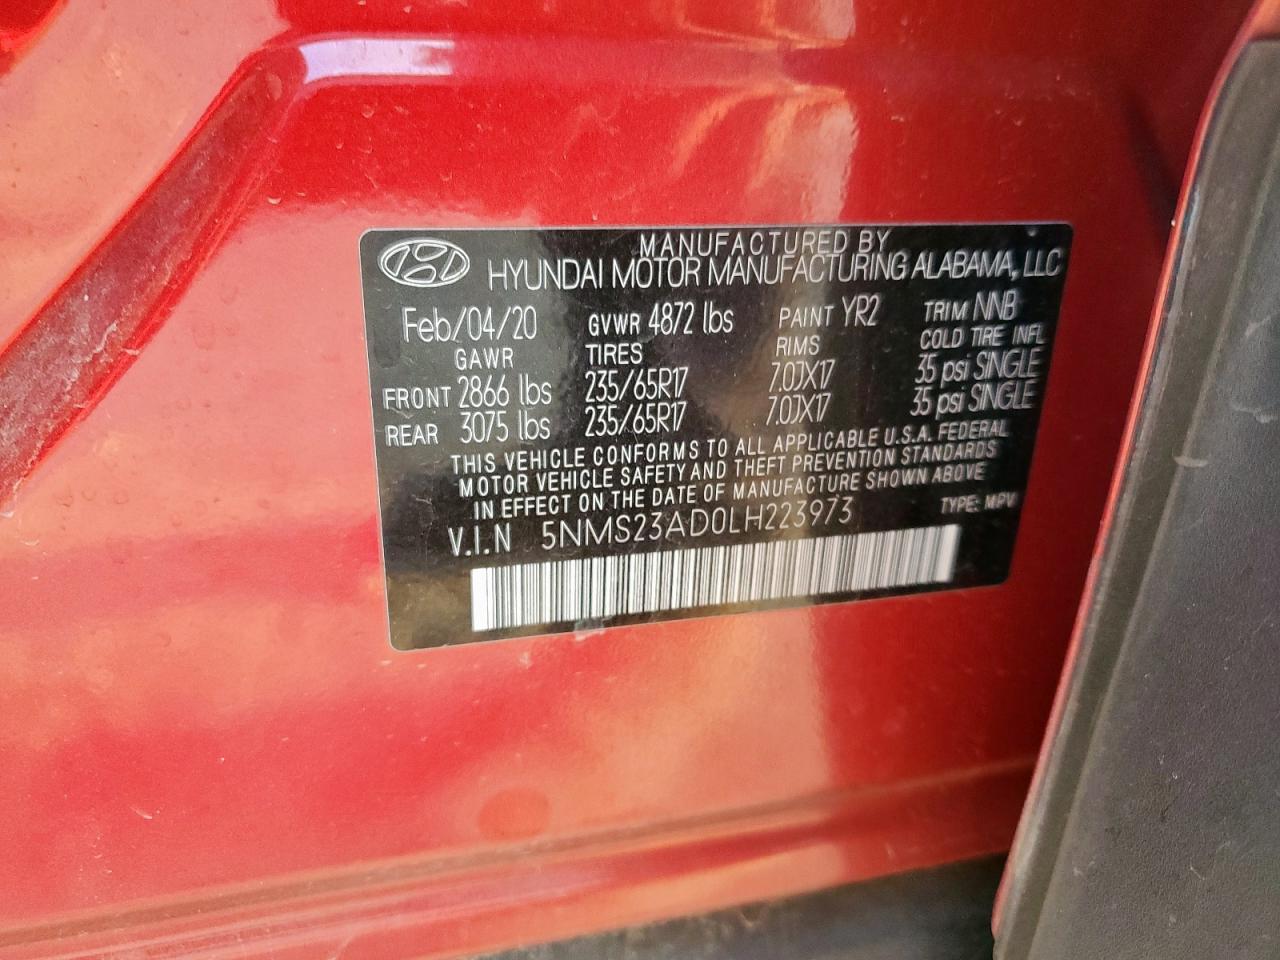 MANUFACTURED BY
HYUNDAI MOTOR MANUFACTURING ALABAMA, LLC
Feb/04/20 GVWR 4872 lbs PAINT YR2 TRIM NNB
GAWR TIRES RIMS COLD TIRE INFL
FRONT 2866 lbs 235/65R17 7.0JX17 35 psi SINGLE
REAR 3075 lbs 235/65R17 7.0JX17 35 psi SINGLE
THIS VEHICLE CONFORMS TO ALL APPLICABLE U.S.A. FEDERAL
MOTOR VEHICLE SAFETY AND THEFT PREVENTION STANDARDS
IN EFFECT ON THE DATE OF MANUFACTURE SHOWN ABOVE
V.I.N 5NMS23AD0LH223973 TYPE: MPV